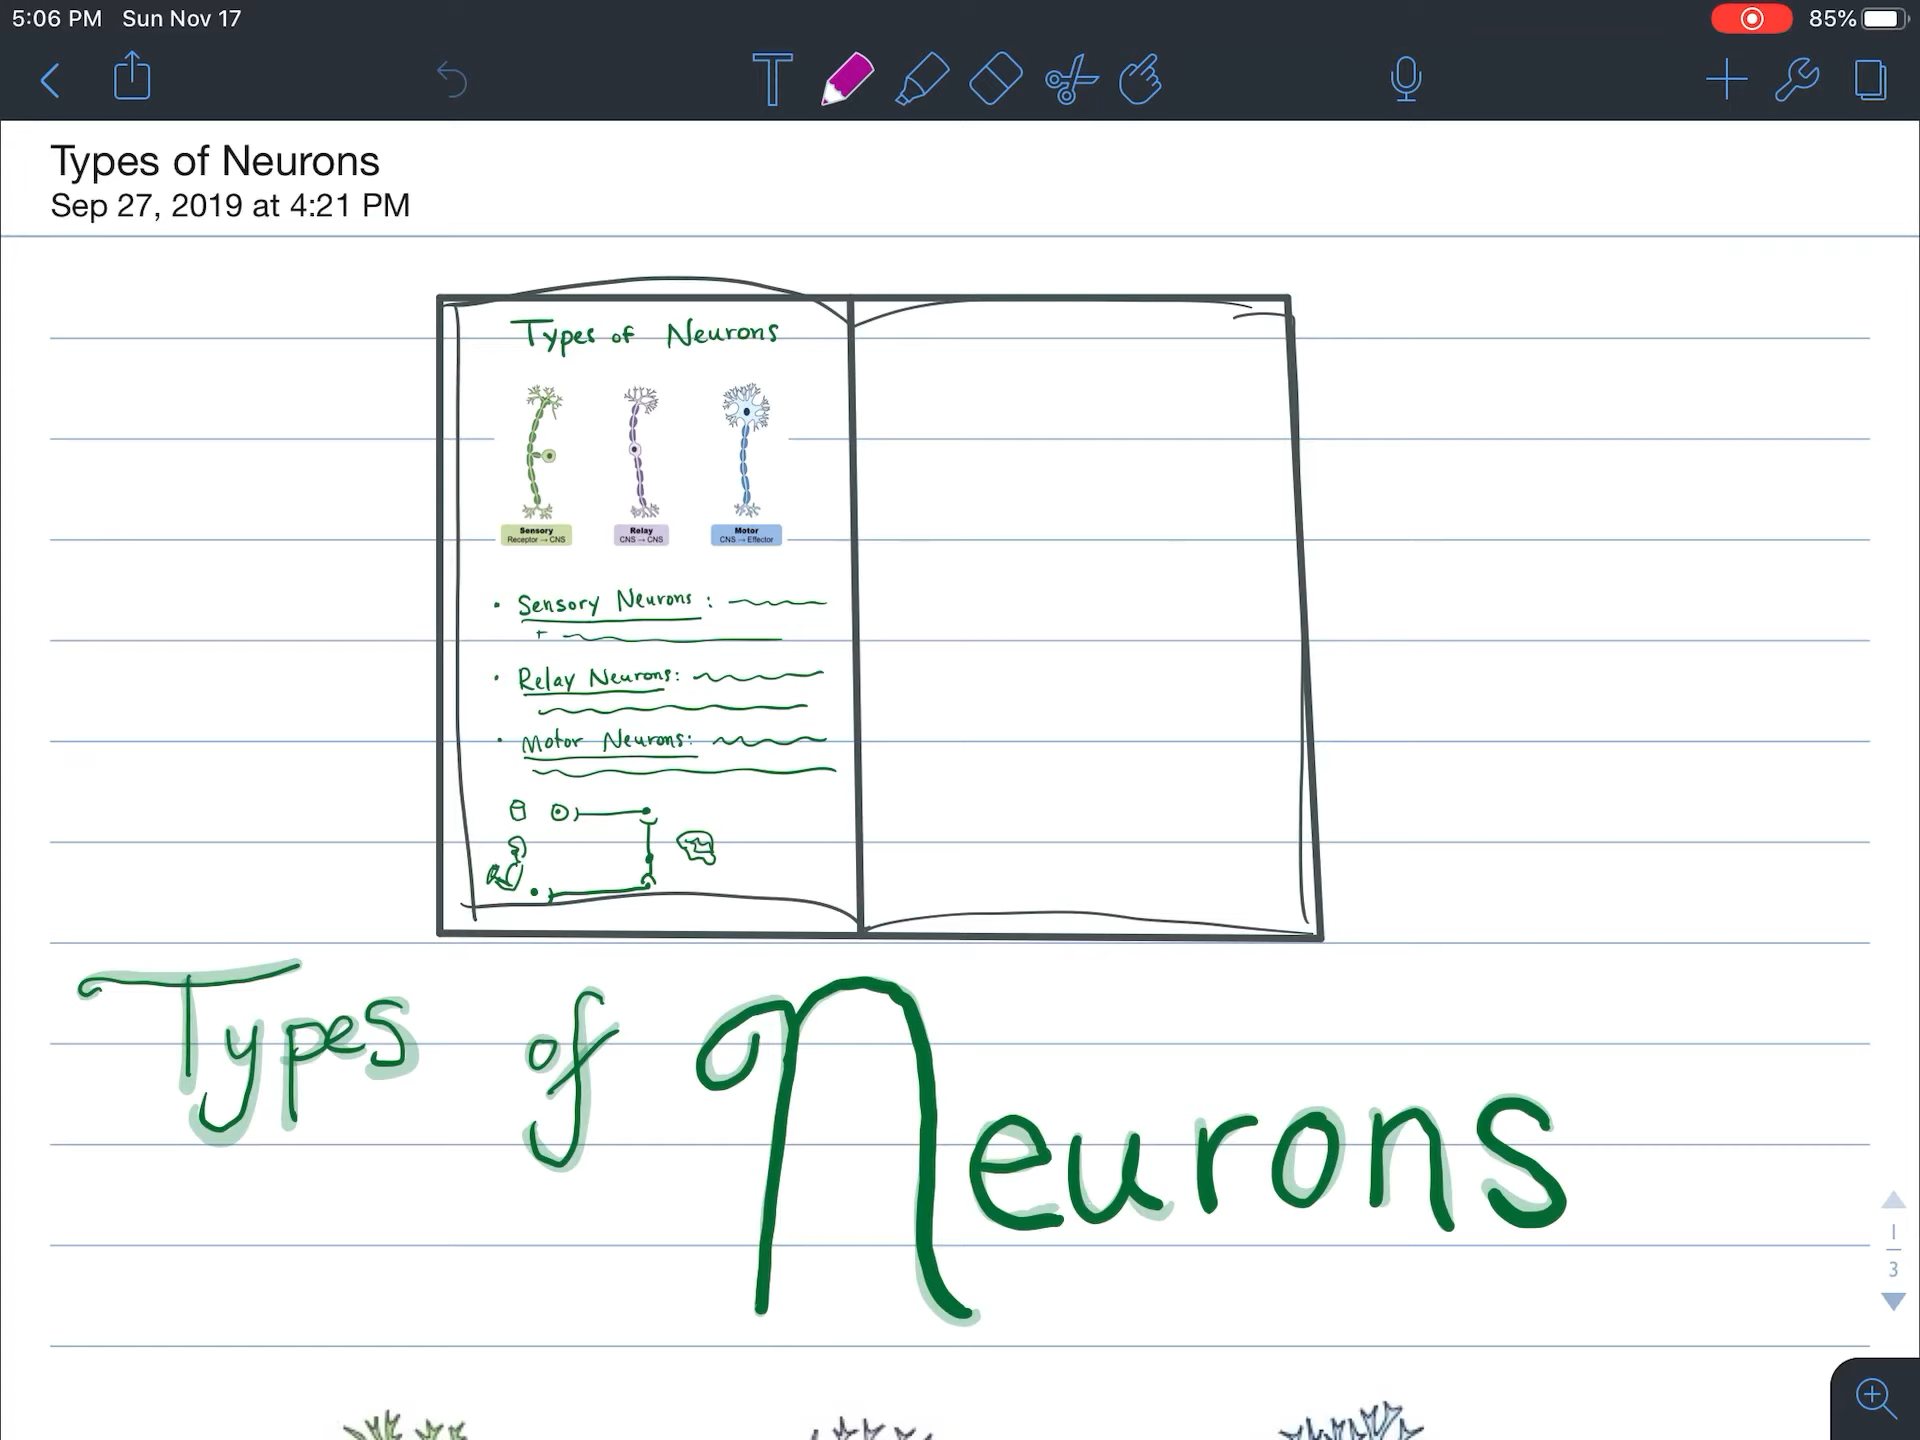 5:06 PM Sun Nov 17
85%
Types of Neurons
Sep 27, 2019 at 4:21 PM
Types of Neurons
Sensory
Receptor → CNS
Relay
CNS → CNS
Motor
CNS → Effector
• Sensory Neurons:
+
• Relay Neurons:
• Motor Neurons:
Types of Neurons
1
3